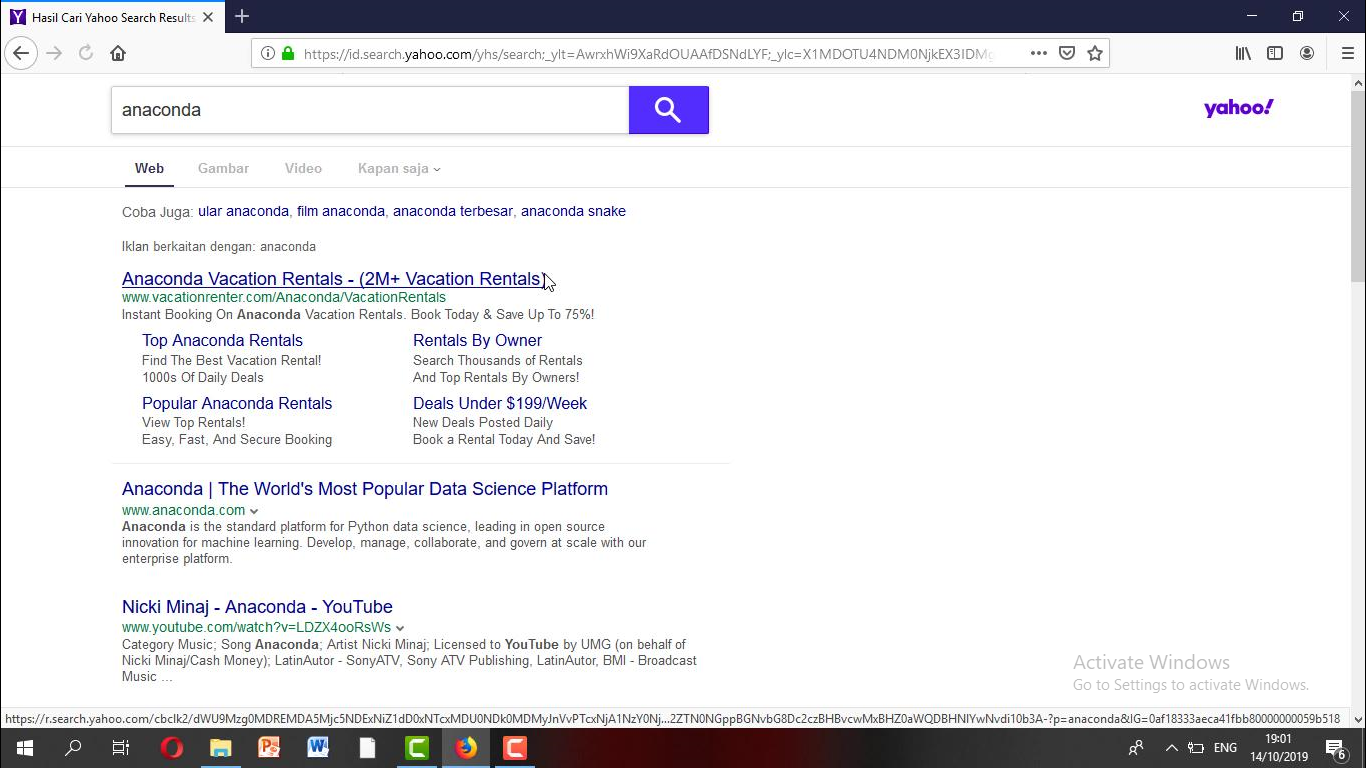 Hasil Cari Yahoo Search Results
https://id.search.yahoo.com/yhs/search;_ylt=AwrxhWi9XaRdOUAAfDSNdLYF;_ylc=X1MDOTU4NDM0NjkEX3IDMg
anaconda
yahoo!
Web Gambar Video Kapan saja
Coba Juga: ular anaconda, film anaconda, anaconda terbesar, anaconda snake
Iklan berkaitan dengan: anaconda
Anaconda Vacation Rentals - (2M+ Vacation Rentals)
www.vacationrenter.com/Anaconda/VacationRentals
Instant Booking On Anaconda Vacation Rentals. Book Today & Save Up To 75%!
Top Anaconda Rentals
Find The Best Vacation Rental!
1000s Of Daily Deals
Rentals By Owner
Search Thousands of Rentals
And Top Rentals By Owners!
Popular Anaconda Rentals
View Top Rentals!
Easy, Fast, And Secure Booking
Deals Under $199/Week
New Deals Posted Daily
Book a Rental Today And Save!
Anaconda | The World's Most Popular Data Science Platform
www.anaconda.com
Anaconda is the standard platform for Python data science, leading in open source
innovation for machine learning. Develop, manage, collaborate, and govern at scale with our
enterprise platform.
Nicki Minaj - Anaconda - YouTube
www.youtube.com/watch?v=LDZX4ooRsWs
Category Music; Song Anaconda; Artist Nicki Minaj; Licensed to YouTube by UMG (on behalf of
Nicki Minaj/Cash Money); LatinAutor - SonyATV, Sony ATV Publishing, LatinAutor, BMI - Broadcast
Music ...
Activate Windows
Go to Settings to activate Windows.
https://r.search.yahoo.com/cbclk2/dWU9Mzg0MDREMDA5Mjc5NDExNiZ1dD0xNTcxMDU0NDk0MDMyJnVvPTcxNjA1NzY0Nj...2ZTN0NGppBGNvbG8Dc2czBHBvcwMxBHZ0aWQDBHNlYwNvdi10b3A-?p=anaconda&IG=0af18333aeca41fbb80000000059b518
ENG
19:01
14/10/2019
6